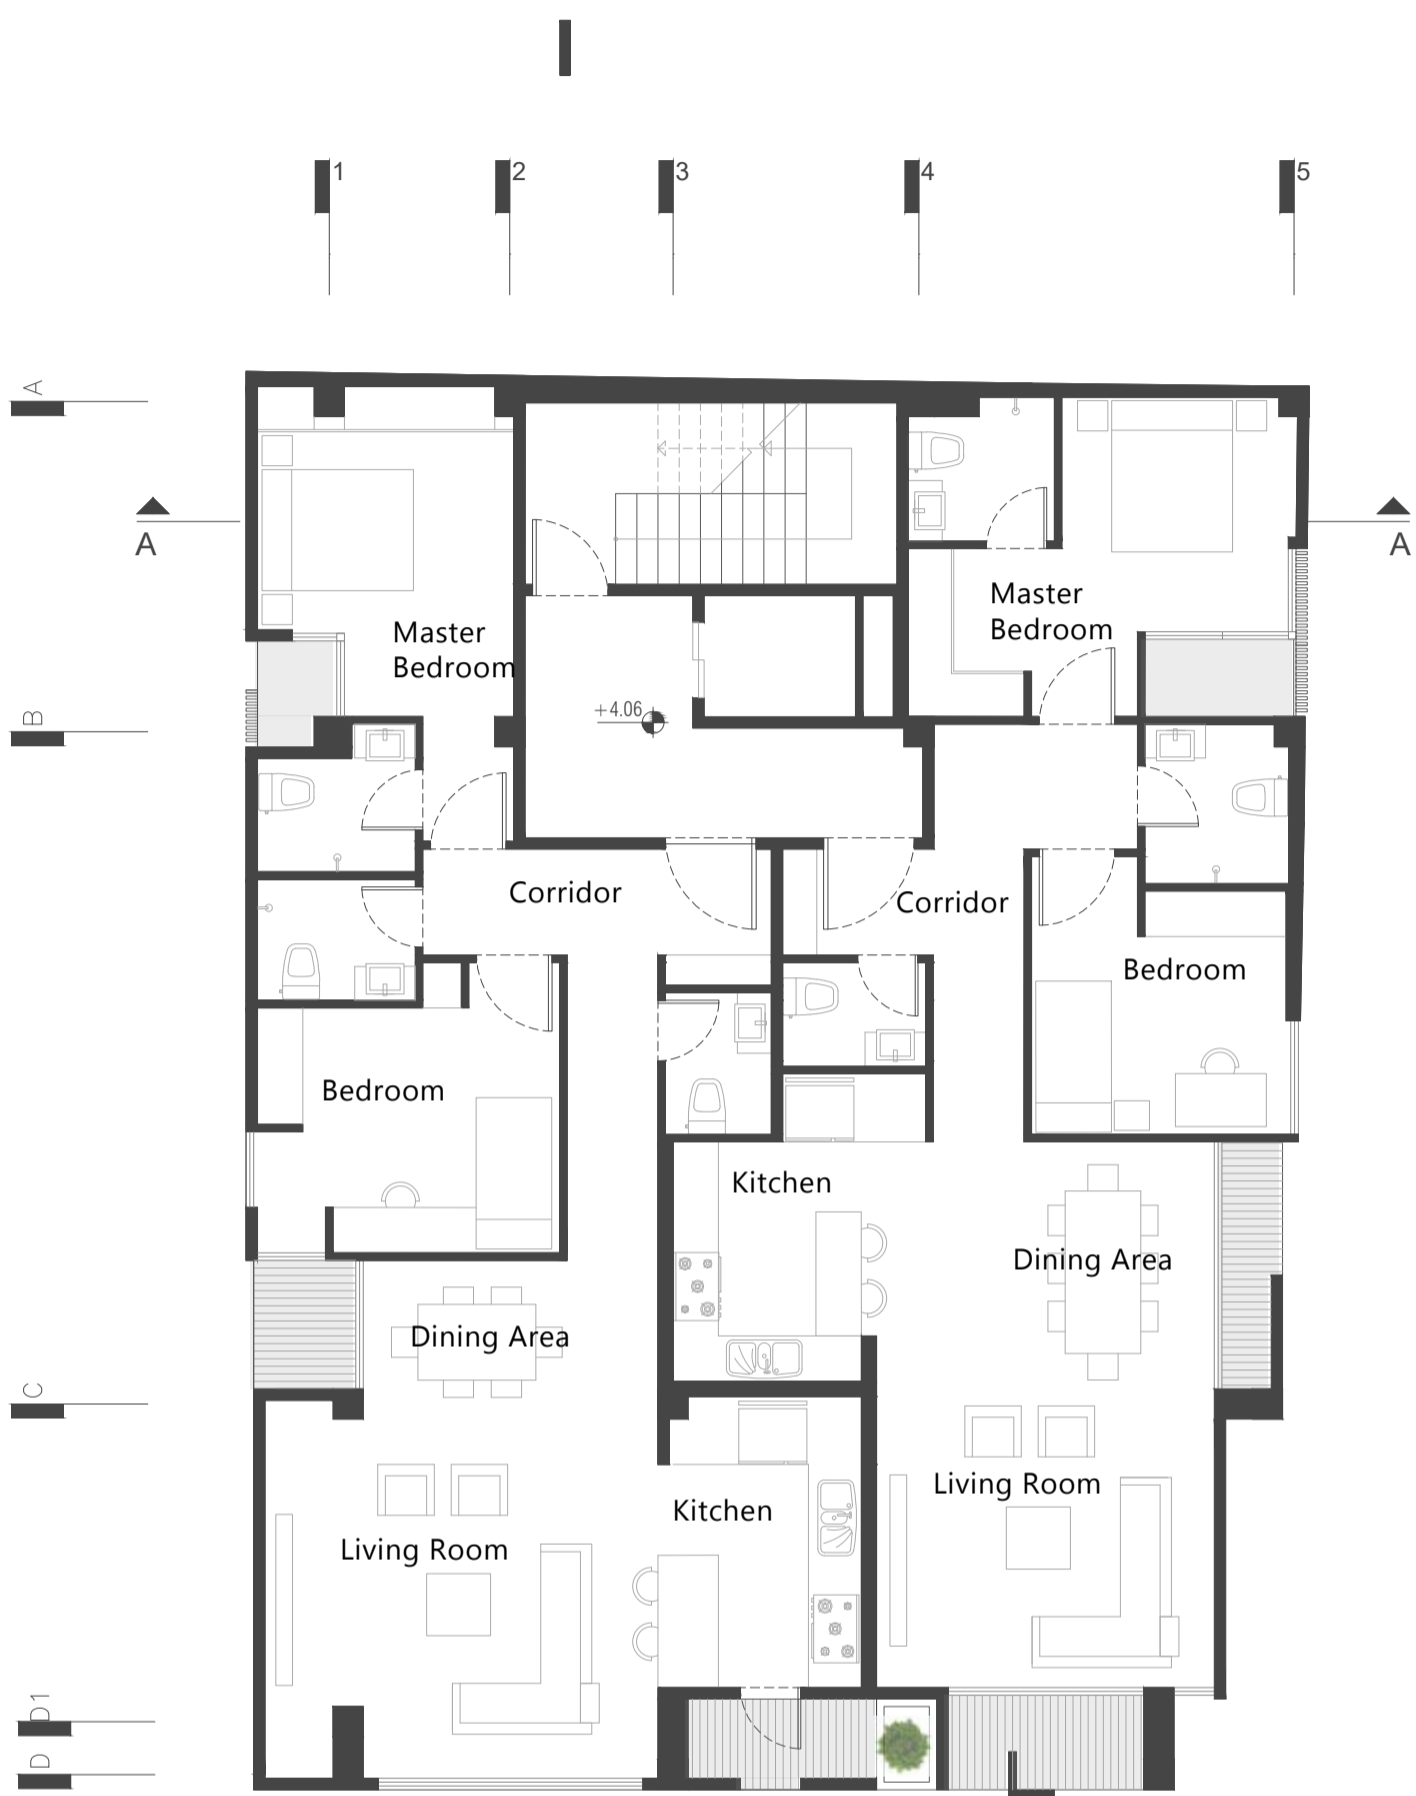 1 2 3 4 5
A
A A
Master
Bedroom
Master
Bedroom
+4.06
B
Corridor
Corridor
Bedroom
Bedroom
Kitchen
Dining Area
Dining Area
C
Living Room
Kitchen
Living Room
D1
D